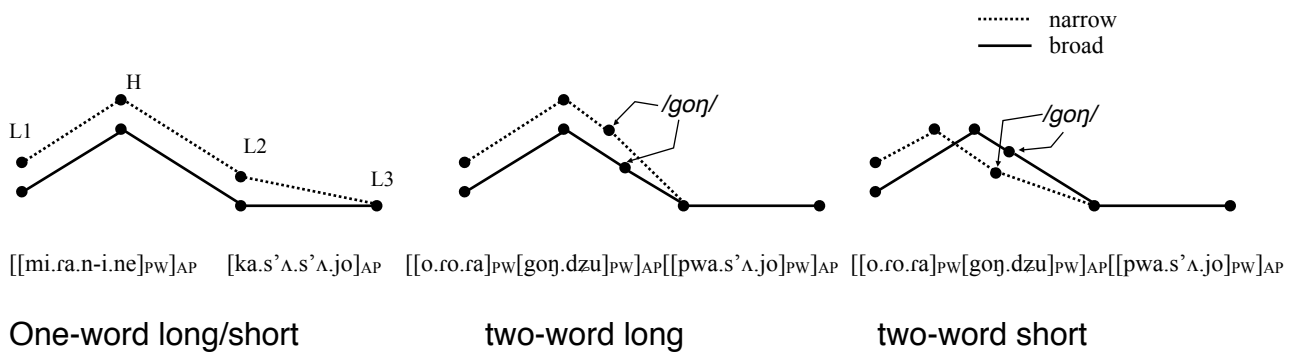 narrow
broad
H
L1
L2
L3
/goŋ/
/goŋ/
[[mi.ɾa.n-i.ne]PW]AP [ka.s’ʌ.s’ʌ.jo]AP [[o.ɾo.ɾa]PW[goŋ.dʑu]PW]AP[[pwa.s’ʌ.jo]PW]AP [[o.ɾo.ɾa]PW[goŋ.dʑu]PW]AP[[pwa.s’ʌ.jo]PW]AP
One-word long/short two-word long two-word short